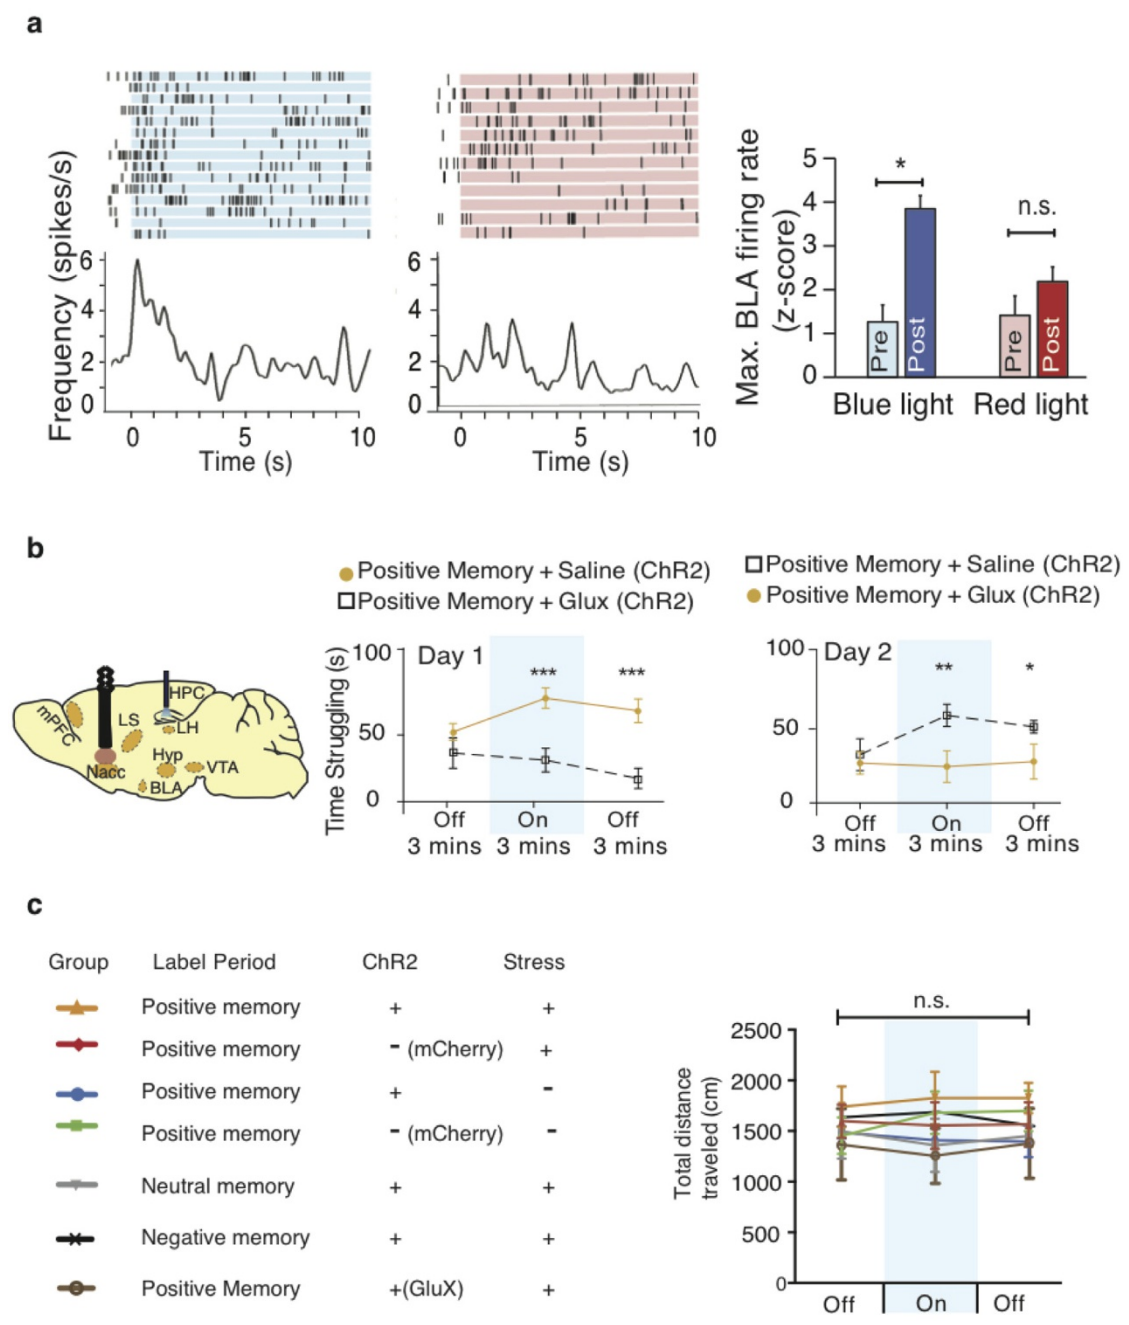 a
Frequency (spikes/s)
6
4
2
0
0 5 10
Time (s)
6
4
2
0
0 5 10
Time (s)
Max. BLA firing rate
(z-score)
5
4
3
2
1
0
*
n.s.
Pre
Post
Pre
Post
Blue light Red light
b
mPFC
HPC
LS
LH
Hyp
Nacc
VTA
BLA
Positive Memory + Saline (ChR2)
Positive Memory + Glux (ChR2)
Time Struggling (s)
100
50
0
Day 1
*** ***
Off On Off
3 mins 3 mins 3 mins
Positive Memory + Saline (ChR2)
Positive Memory + Glux (ChR2)
100
50
0
Day 2
** *
Off On Off
3 mins 3 mins 3 mins
c
Group Label Period ChR2 Stress
Positive memory + +
Positive memory - (mCherry) +
Positive memory + -
Positive memory - (mCherry) -
Neutral memory + +
Negative memory + +
Positive Memory +(GluX) +
n.s.
Total distance
traveled (cm)
2500
2000
1500
1000
500
0
Off On Off